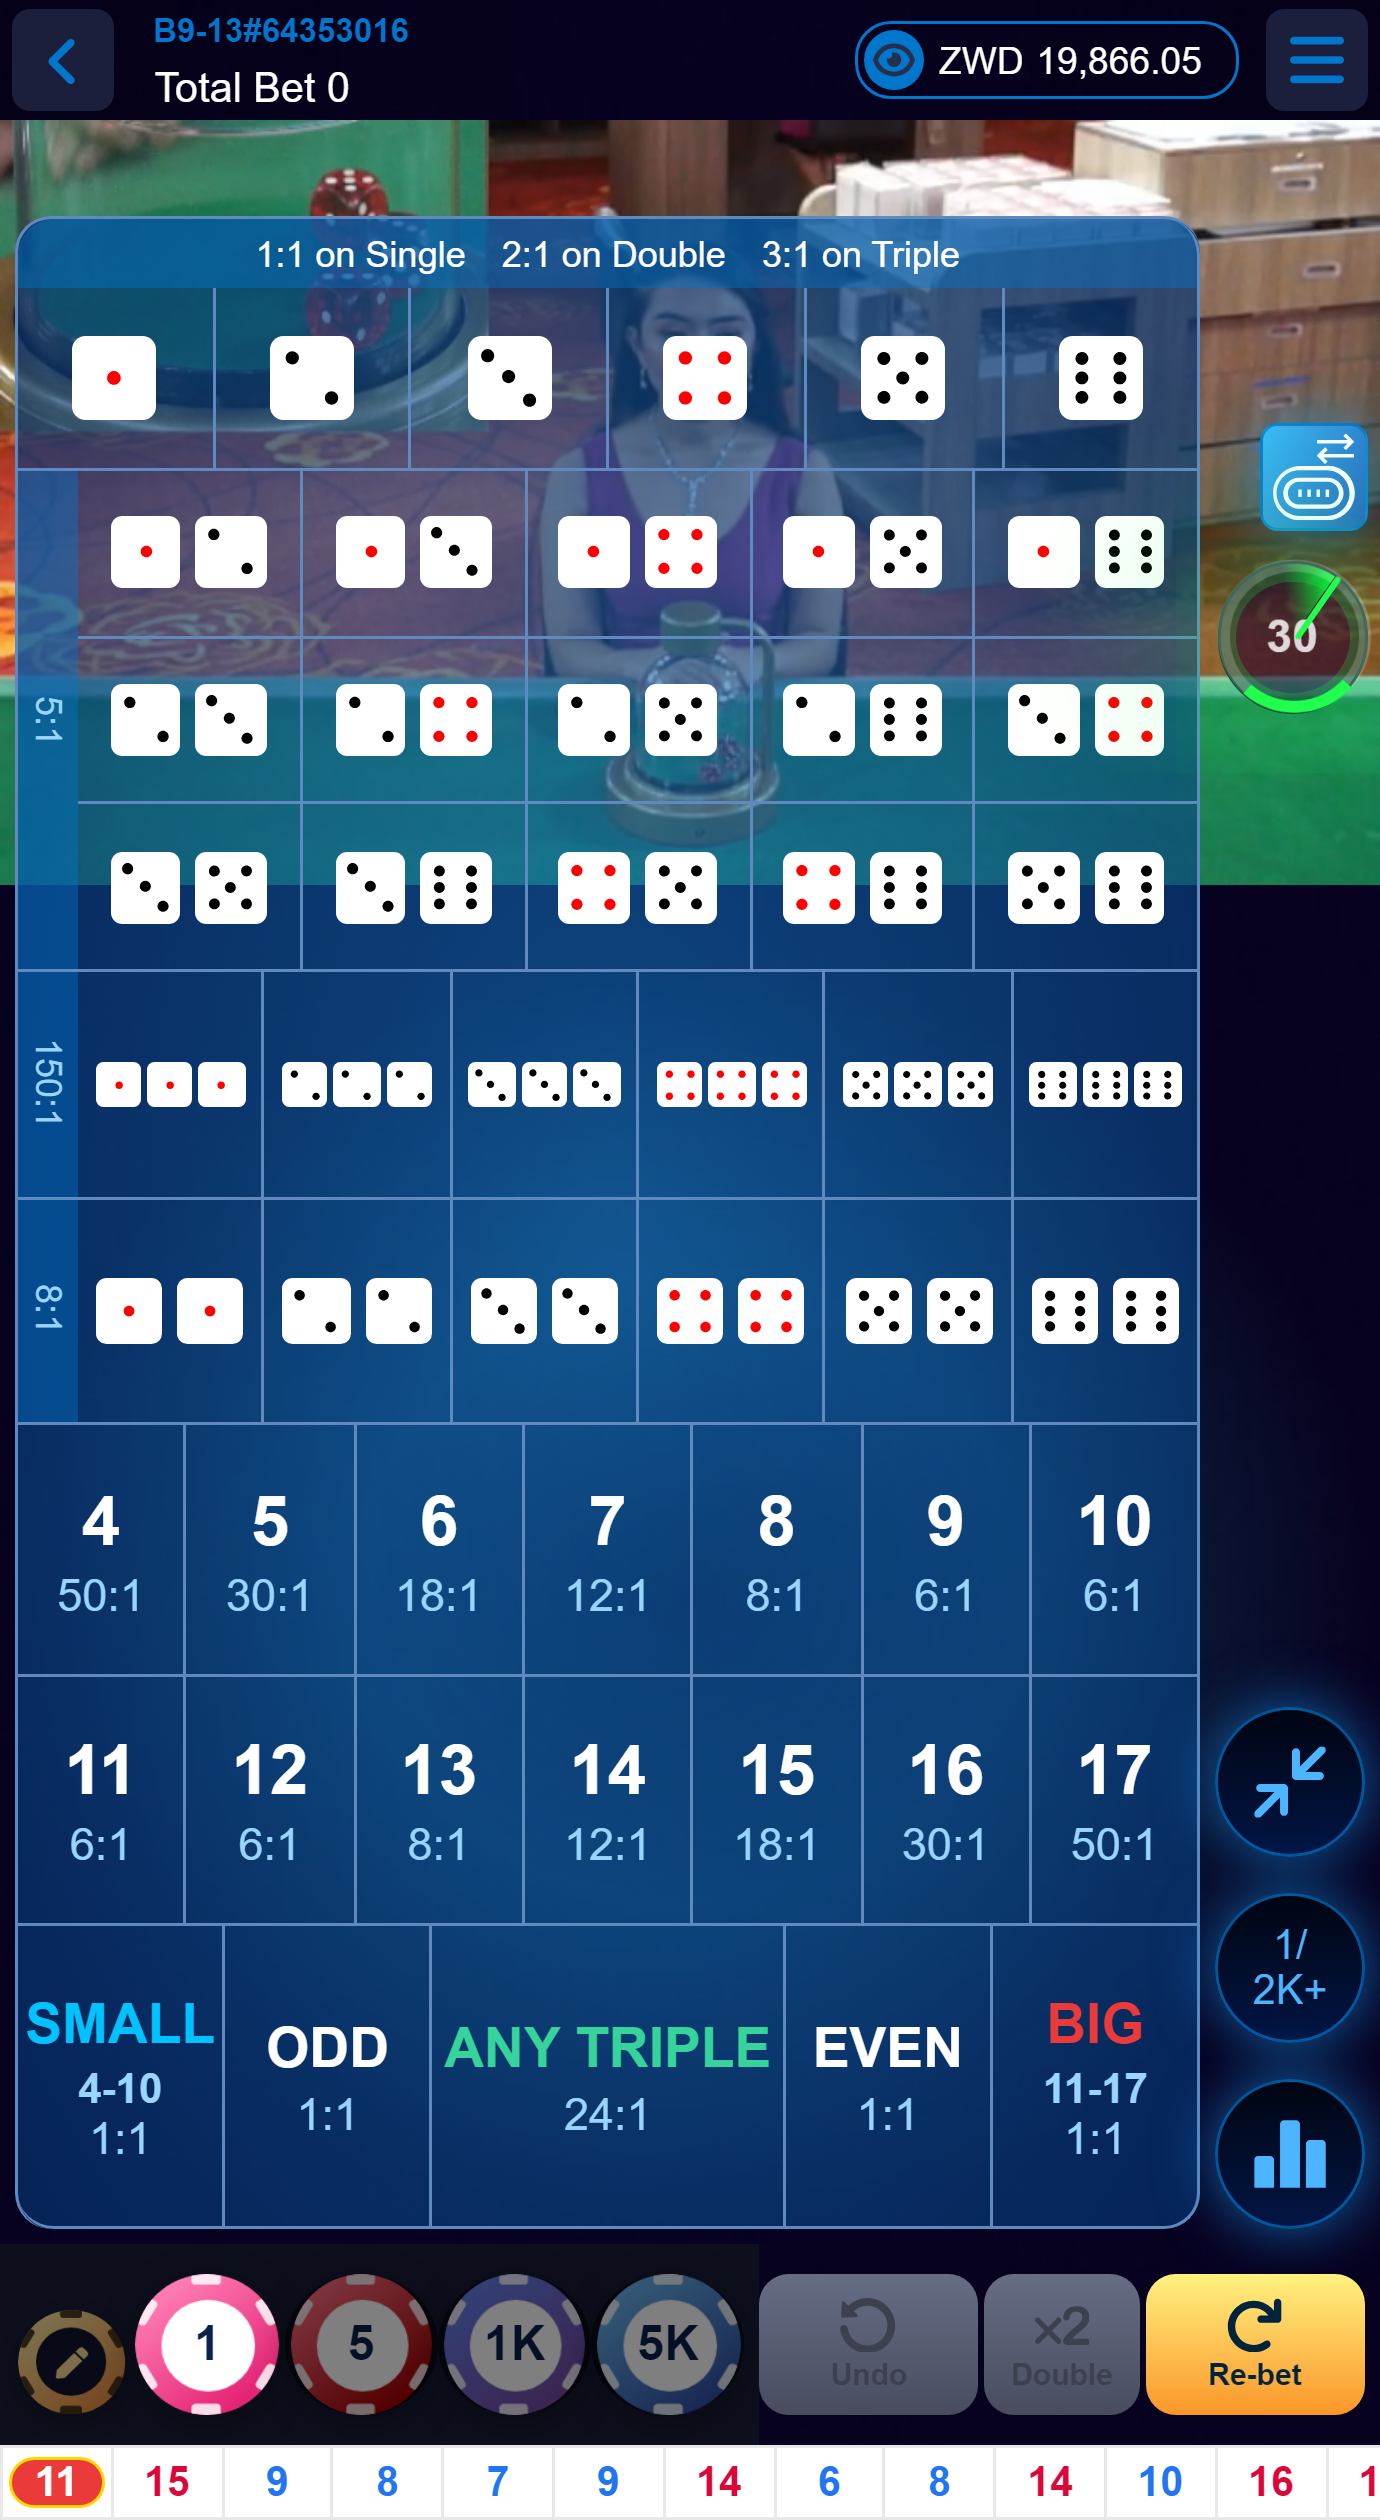 B9-13#64353016
Total Bet 0
ZWD 19,866.05
1:1 on Single 2:1 on Double 3:1 on Triple
30
5:1
150:1
8:1
4 5 6 7 8 9 10
50:1 30:1 18:1 12:1 8:1 6:1 6:1
11 12 13 14 15 16 17
6:1 6:1 8:1 12:1 18:1 30:1 50:1
SMALL
4-10
1:1
ODD
1:1
ANY TRIPLE
24:1
EVEN
1:1
BIG
11-17
1:1
1/
2K+
1 5 1K 5K
Undo
x2
Double
Re-bet
11 15 9 8 7 9 14 6 8 14 10 16